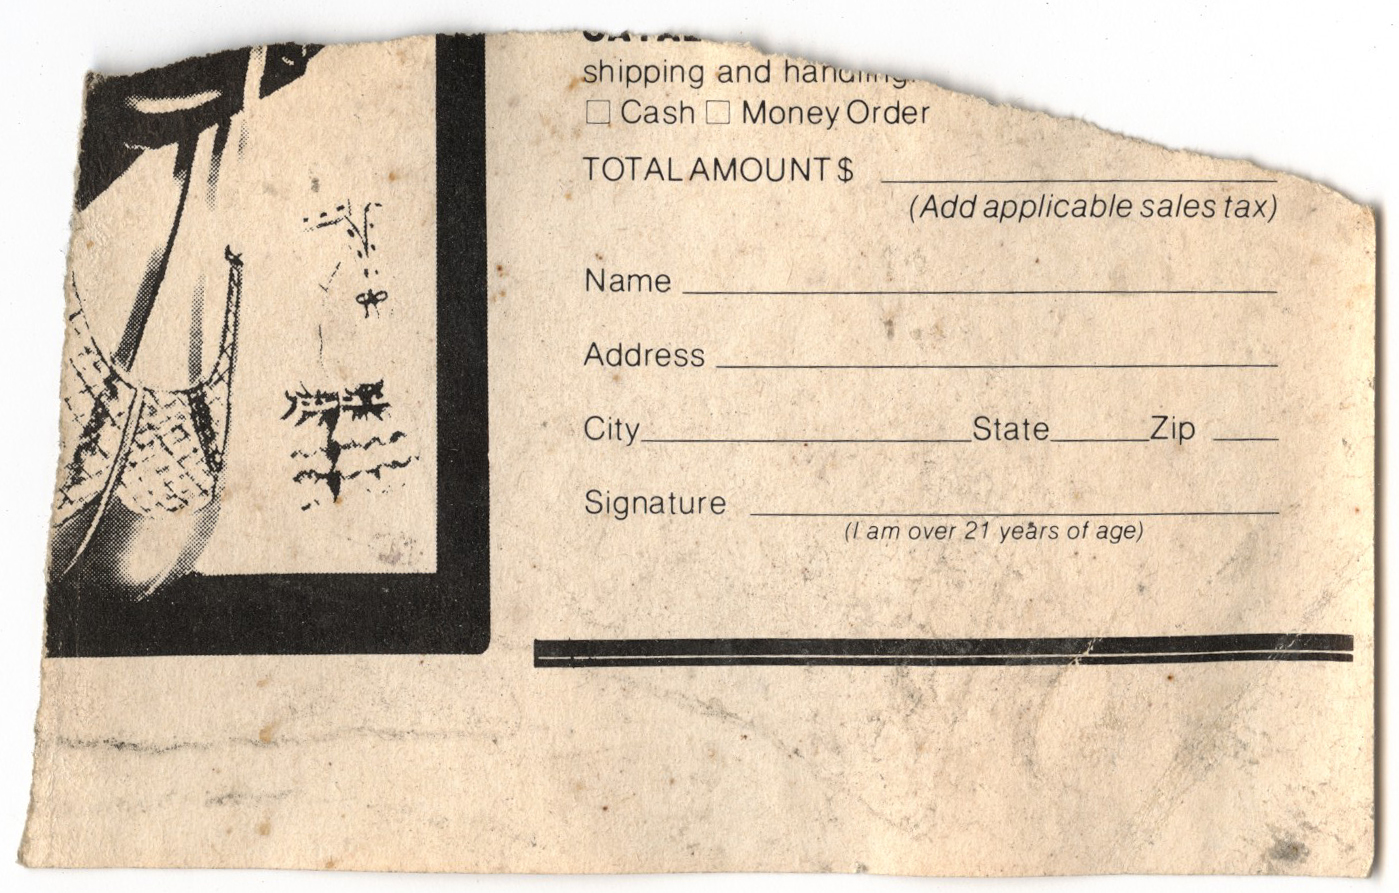 shipping and handling.
☐ Cash ☐ Money Order
TOTAL AMOUNT $
(Add applicable sales tax)
Name
Address
City State Zip
Signature
(I am over 21 years of age)